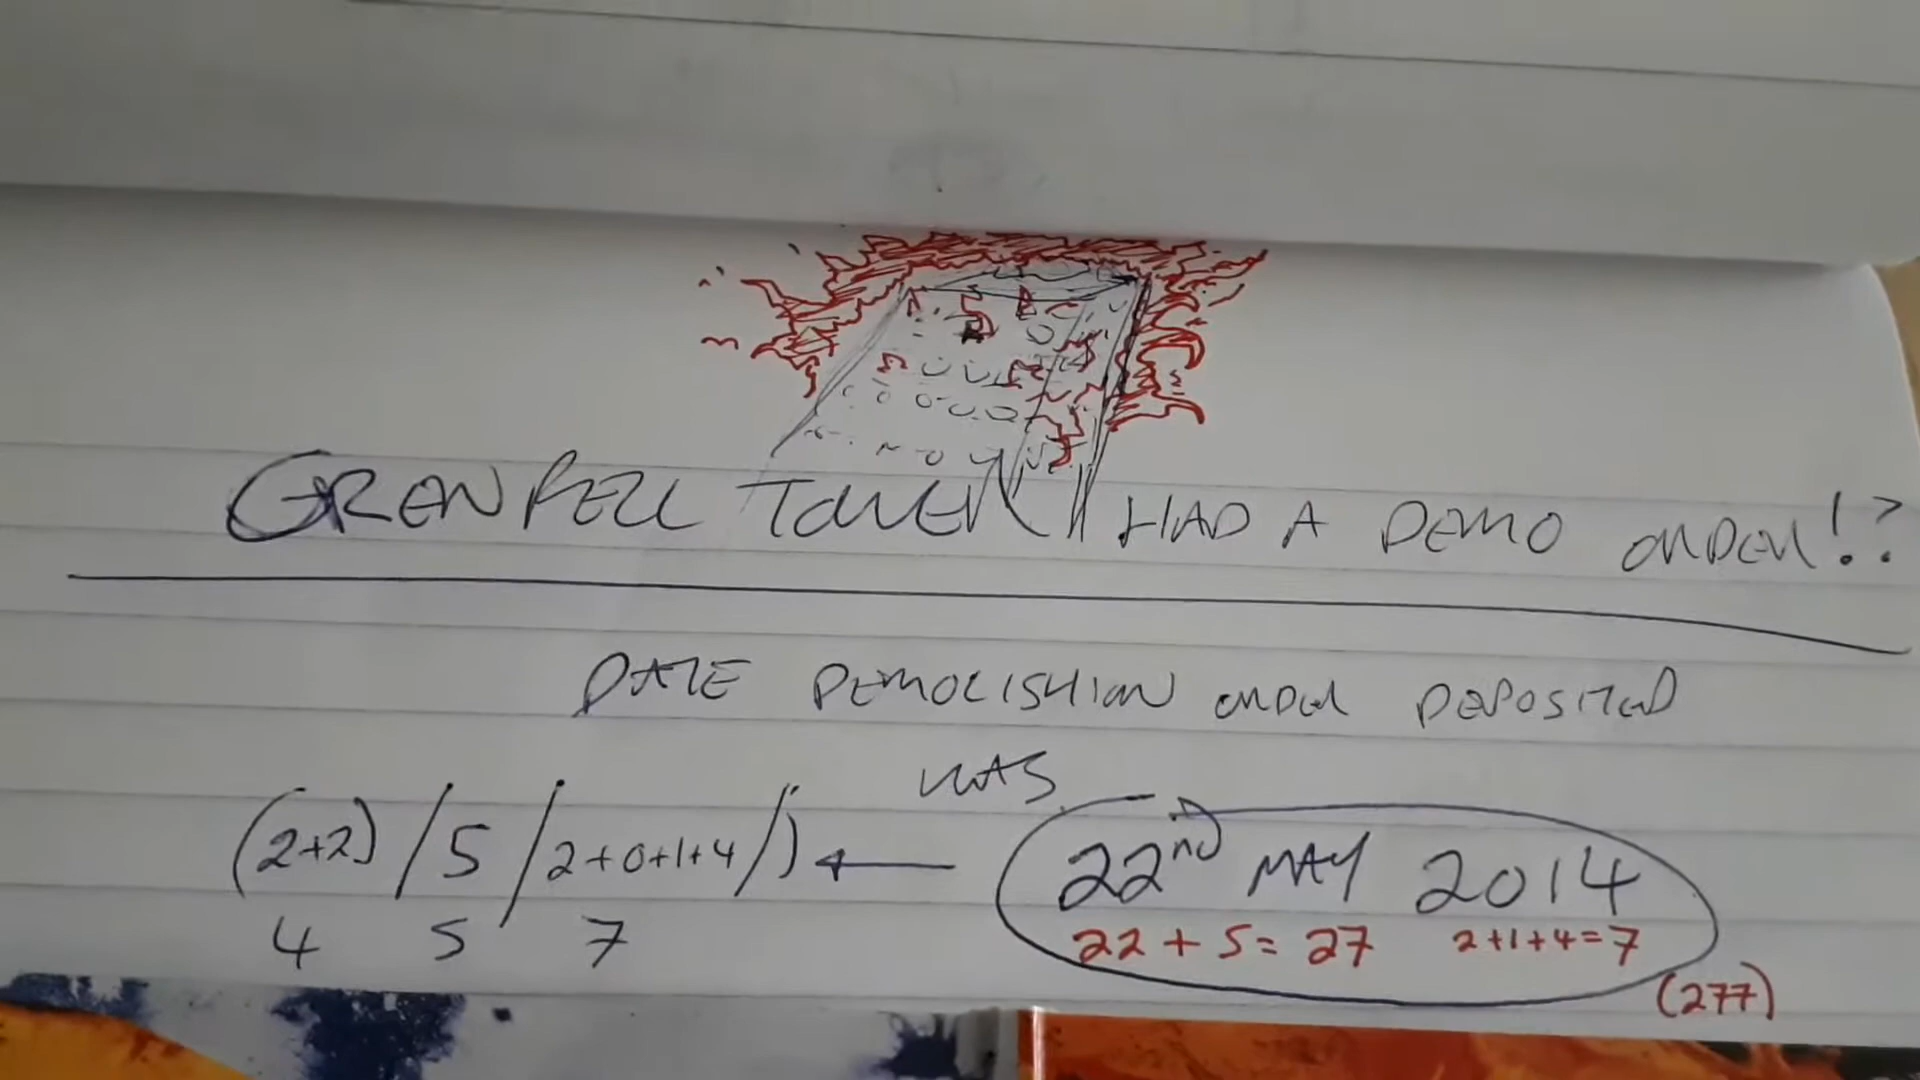 GRENFELL TOWER HAD A DEMO ORDER!?
DATE DEMOLISHION ORDER DEPOSITED
WAS
(2+2) / 5 / 2+0+1+4 /) ← 22nd MAY 2014
4 5 7 22 + 5 = 27 2+1+4=7
(277)